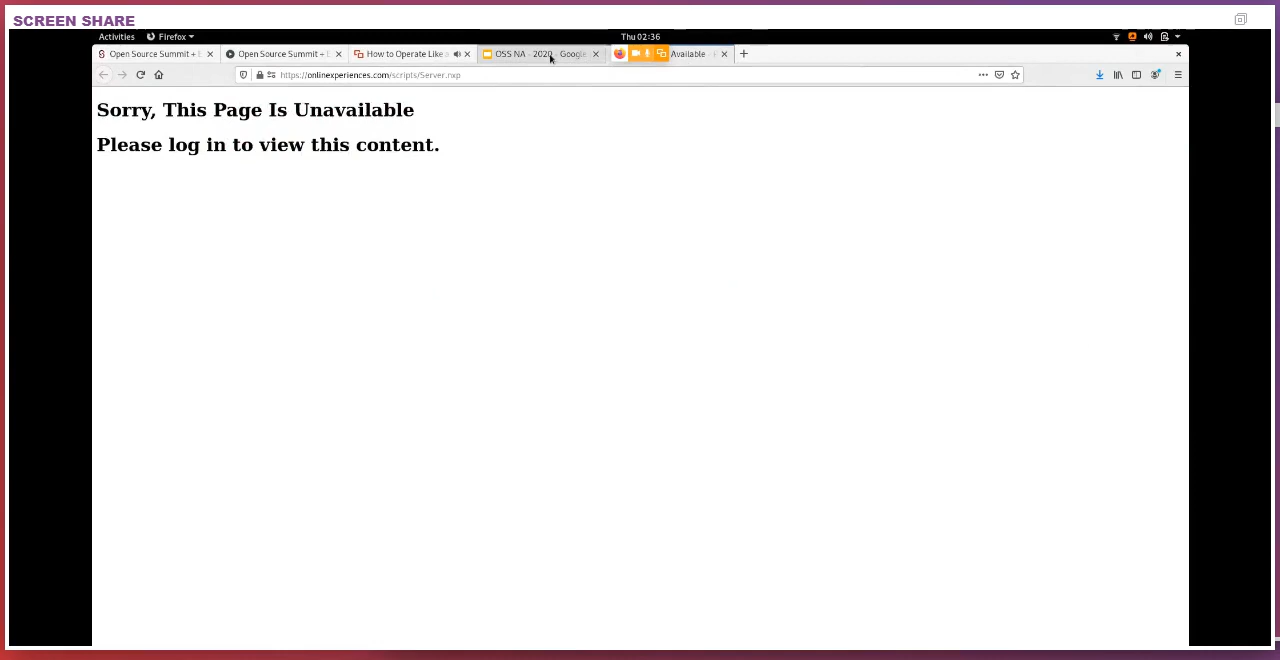 SCREEN SHARE
Activities Firefox Thu 02:36
Open Source Summit + Open Source Summit + How to Operate Like OSS NA - 2020 - Google Available -
https://onlinexperiences.com/scripts/Server.nxp
Sorry, This Page Is Unavailable
Please log in to view this content.